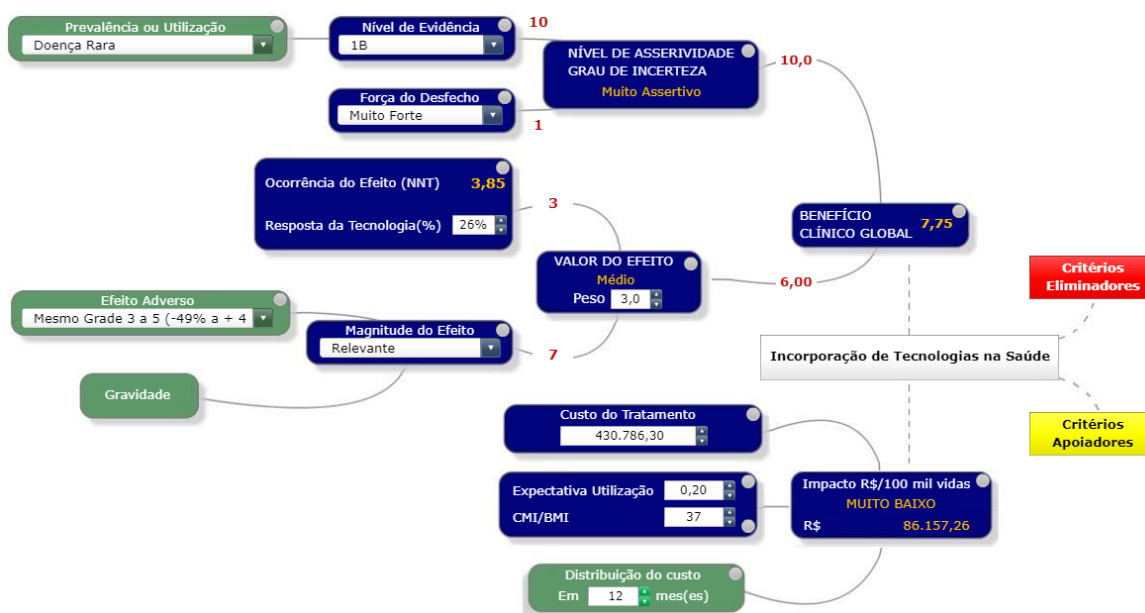 Prevalência ou Utilização
Doença Rara
Nível de Evidência
1B
10
NÍVEL DE ASSERIVIDADE
GRAU DE INCERTEZA
Muito Assertivo
10,0
Força do Desfecho
Muito Forte
1
Ocorrência do Efeito (NNT) 3,85
Resposta da Tecnologia(%) 26%
3
BENEFÍCIO
CLÍNICO GLOBAL 7,75
VALOR DO EFEITO
Médio
Peso 3,0
6,00
Critérios
Eliminadores
Efeito Adverso
Mesmo Grade 3 a 5 (-49% a + 4
Magnitude do Efeito
Relevante
7
Incorporação de Tecnologias na Saúde
Gravidade
Critérios
Apoiadores
Custo do Tratamento
430.786,30
Expectativa Utilização 0,20
CMI/BMI 37
Impacto R$/100 mil vidas
MUITO BAIXO
R$ 86.157,26
Distribuição do custo
Em 12 mes(es)